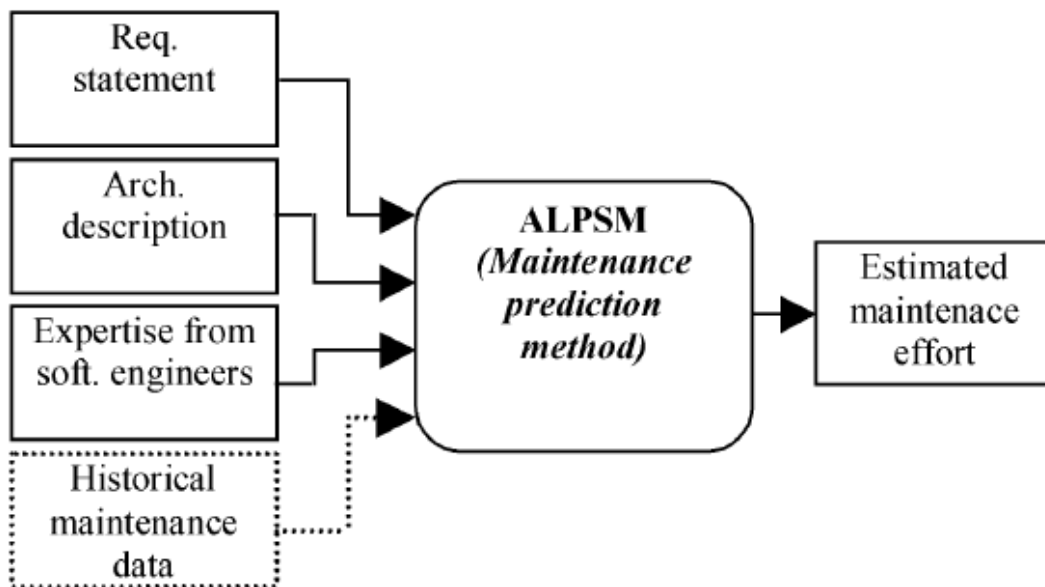 Req.
statement
Arch.
description
Expertise from
soft. engineers
Historical
maintenance
data
ALPSM
(Maintenance
prediction
method)
Estimated
maintenace
effort